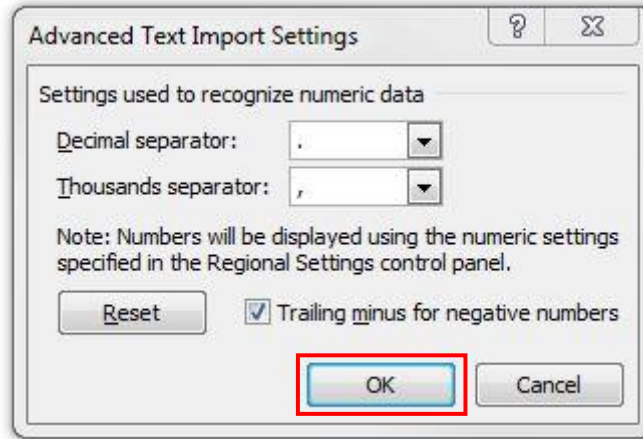 Advanced Text Import Settings
Settings used to recognize numeric data
Decimal separator: .
Thousands separator: ,
Note: Numbers will be displayed using the numeric settings
specified in the Regional Settings control panel.
Reset Trailing minus for negative numbers
OK Cancel